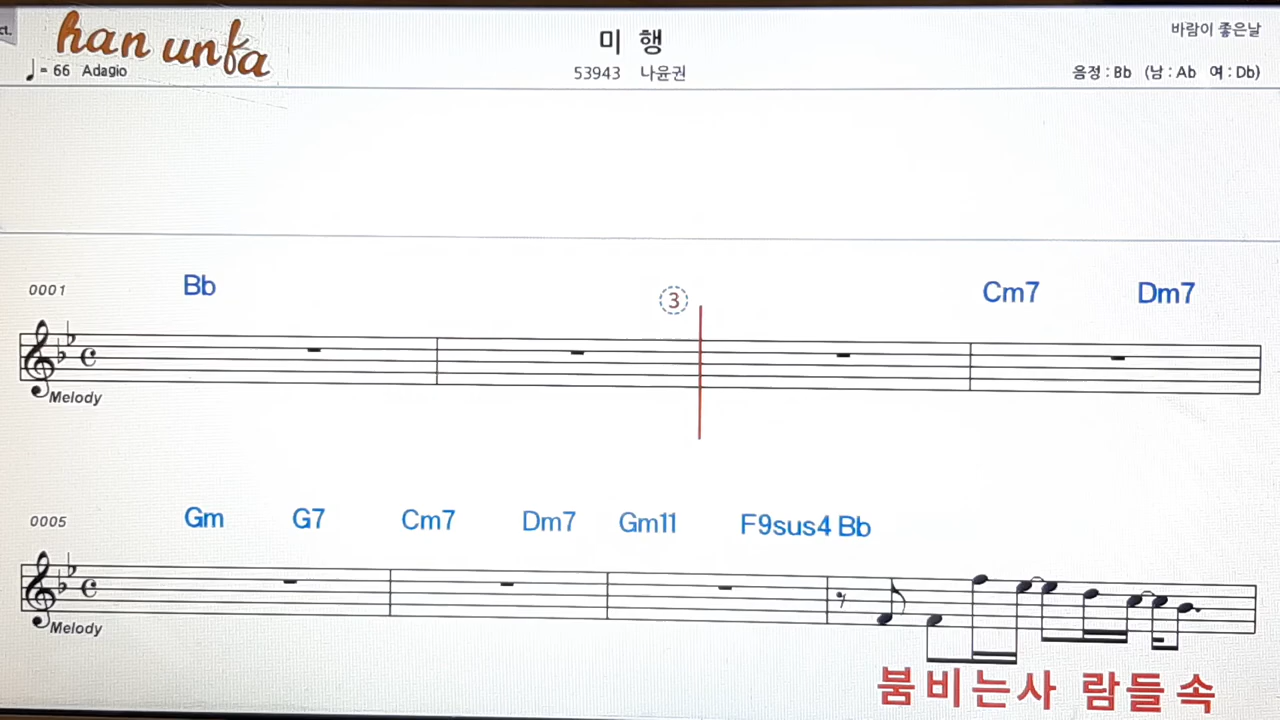 ct.
han unfa
미 행
바람이 좋은날
♩= 66 Adagio
53943 나윤권
음정 : Bb (남 : Ab 여 : Db)
0001 Bb ③ Cm7 Dm7
Melody
0005 Gm G7 Cm7 Dm7 Gm11 F9sus4 Bb
Melody
붐비는사 람들속